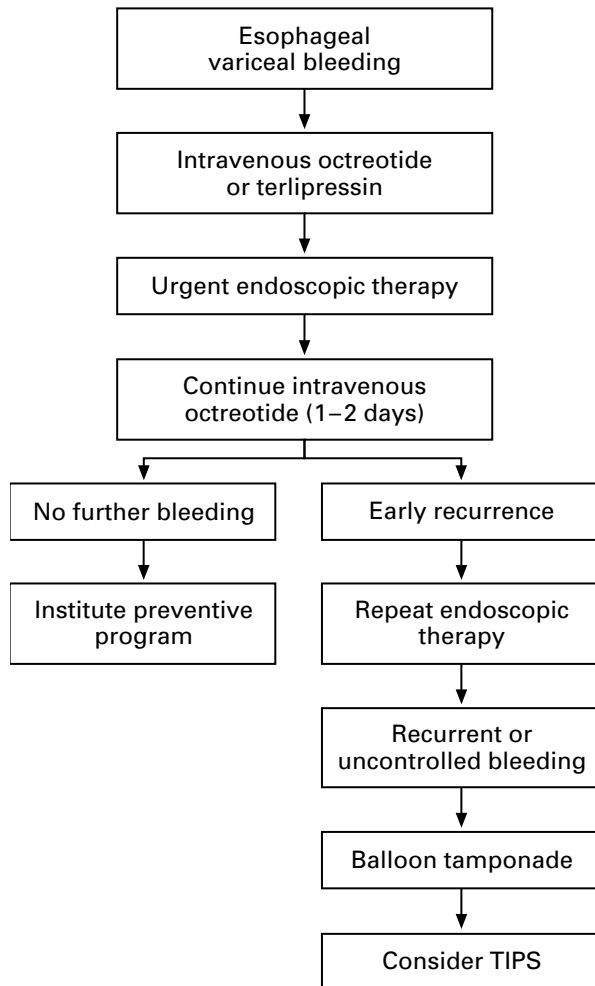 Esophageal
variceal bleeding
Intravenous octreotide
or terlipressin
Urgent endoscopic therapy
Continue intravenous
octreotide (1–2 days)
No further bleeding
Early recurrence
Institute preventive
program
Repeat endoscopic
therapy
Recurrent or
uncontrolled bleeding
Balloon tamponade
Consider TIPS